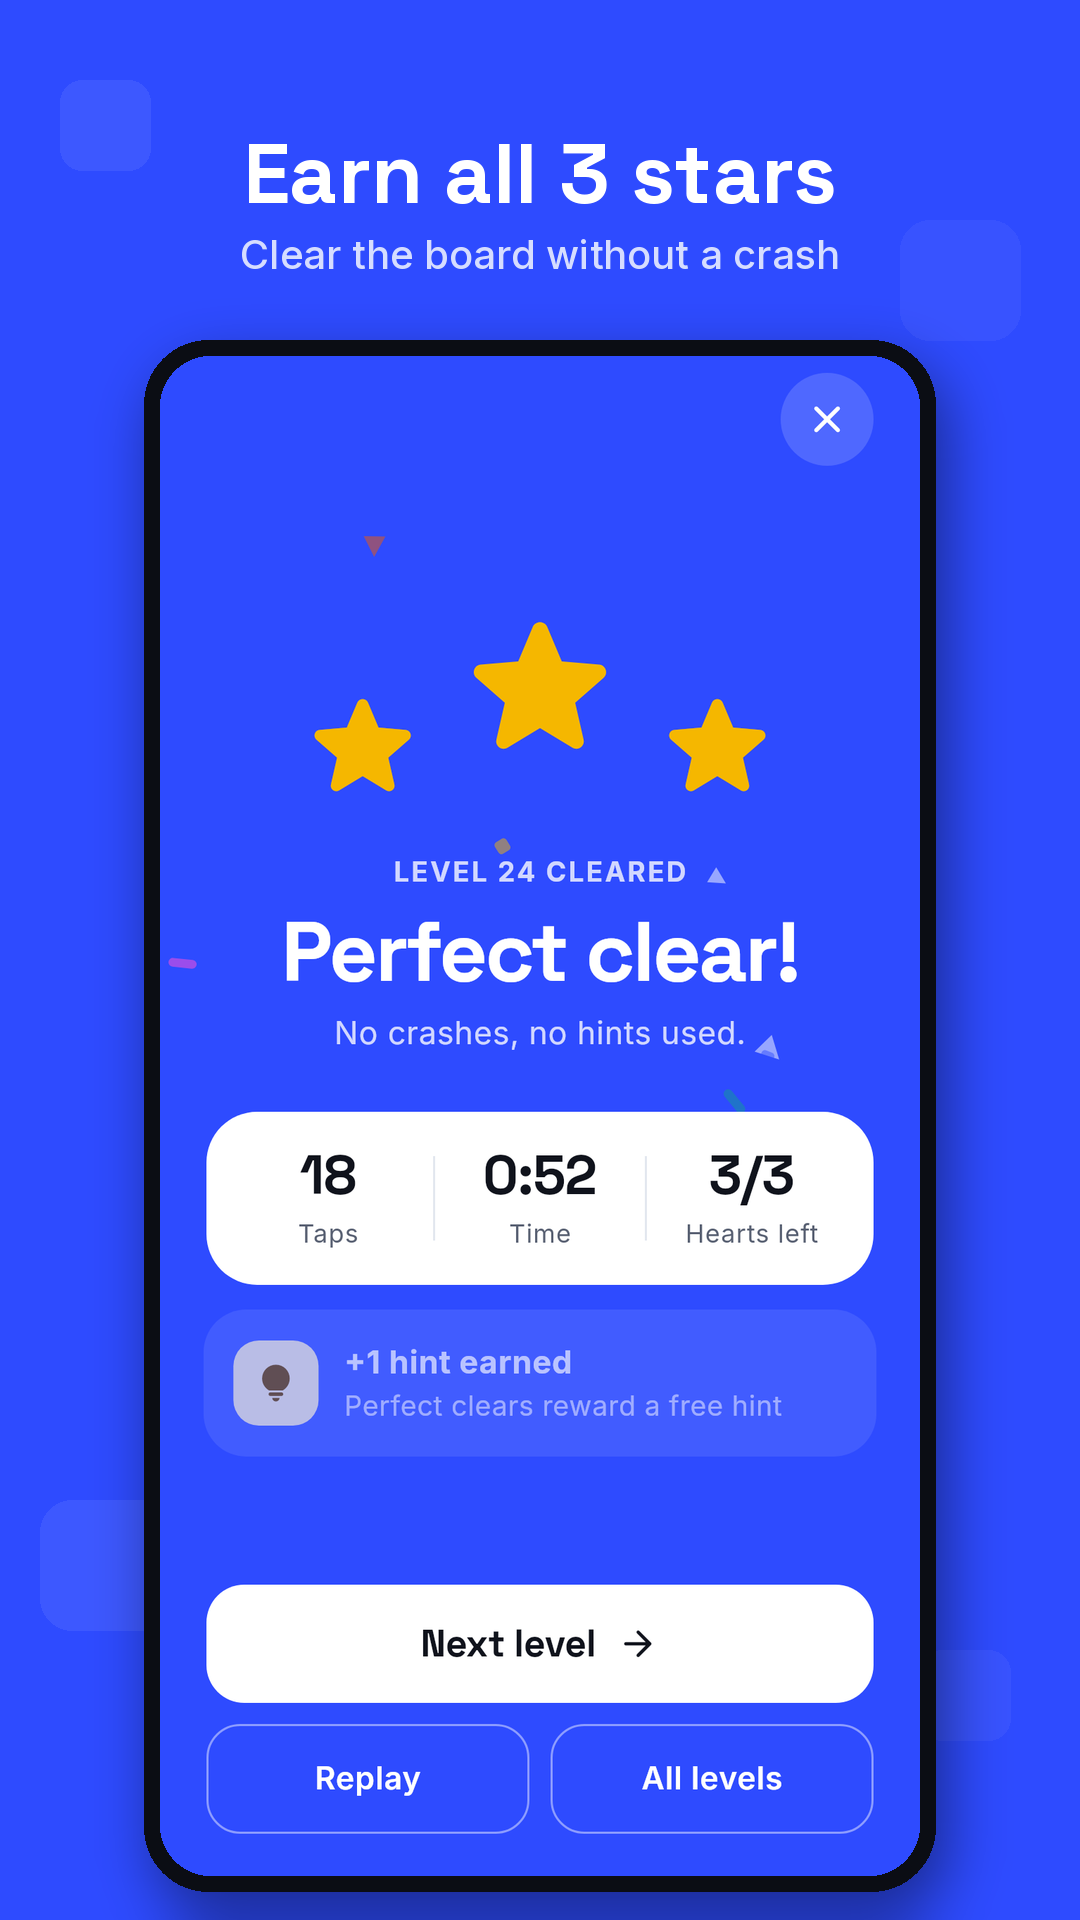 Earn all 3 stars
Clear the board without a crash
LEVEL 24 CLEARED
Perfect clear!
No crashes, no hints used.
18
Taps
0:52
Time
3/3
Hearts left
+1 hint earned
Perfect clears reward a free hint
Next level →
Replay
All levels